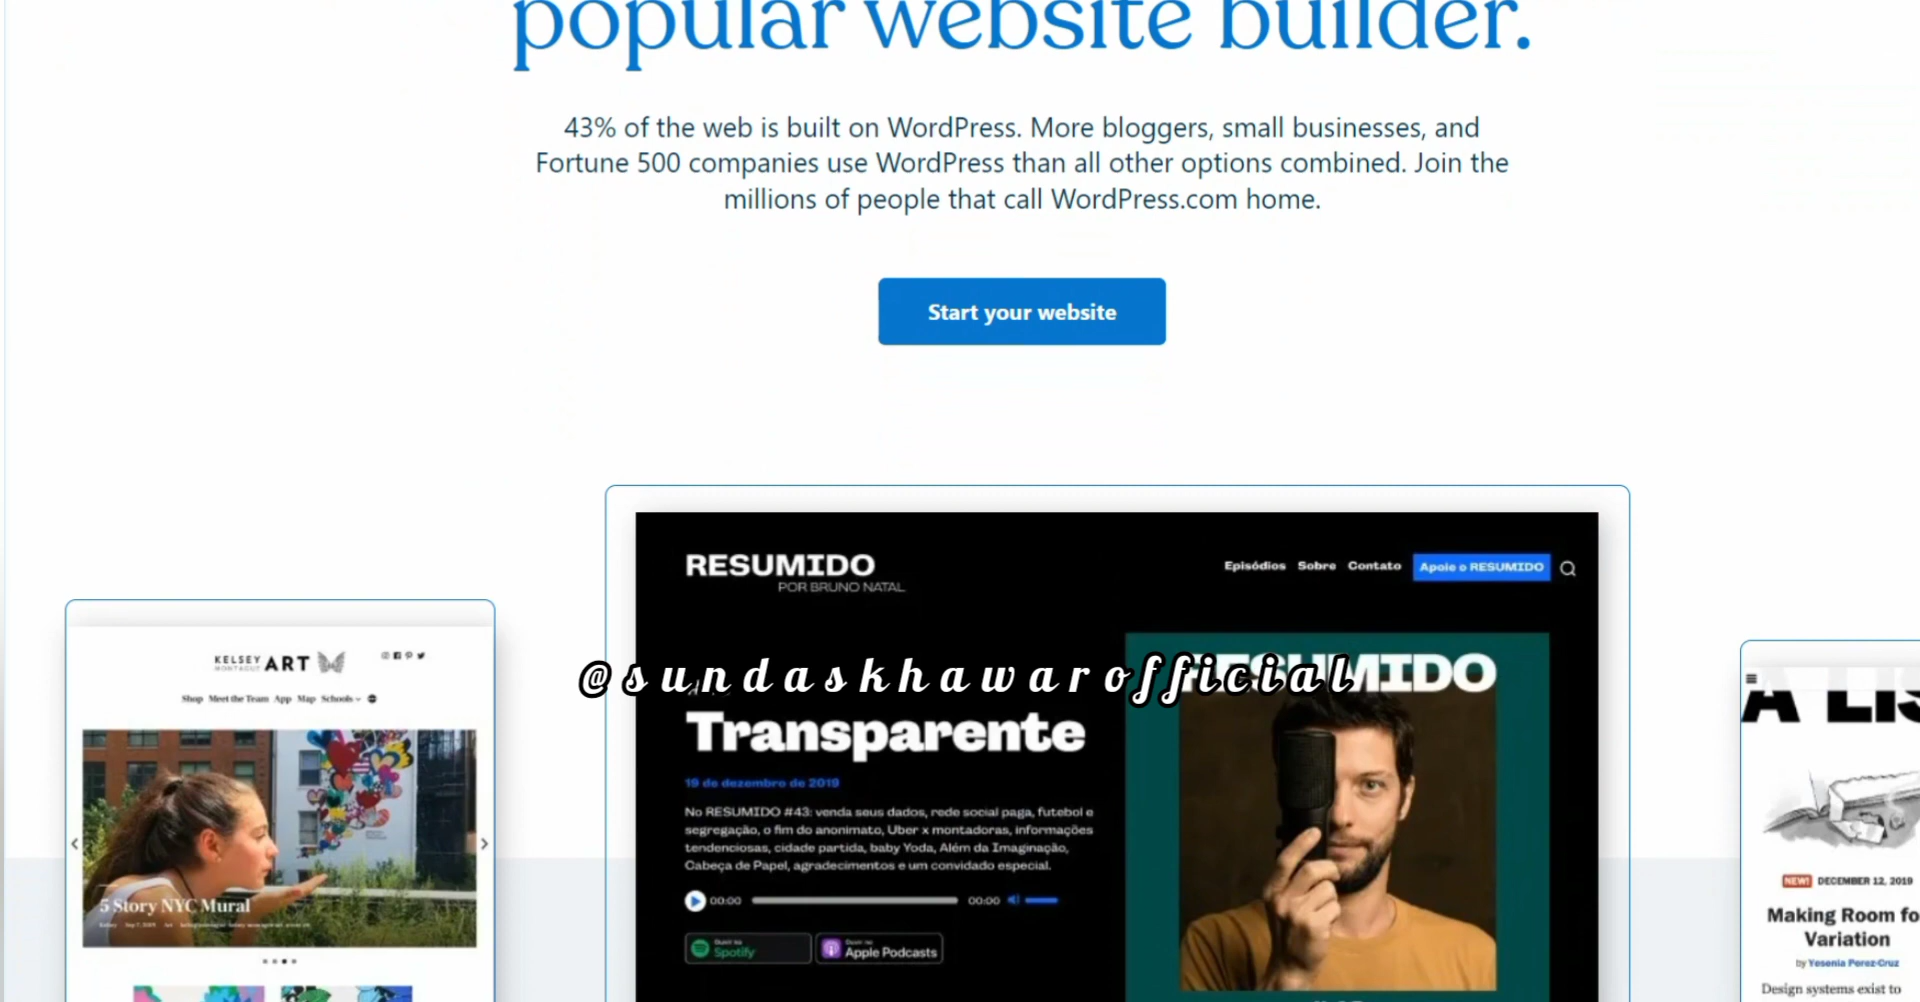 popular website builder.
43% of the web is built on WordPress. More bloggers, small businesses, and
Fortune 500 companies use WordPress than all other options combined. Join the
millions of people that call WordPress.com home.
Start your website
RESUMIDO
POR BRUNO NATAL
Episódios Sobre Contato Apoie o RESUMIDO
@sundaskhawarofficial
RESUMIDO
Transparente
19 de dezembro de 2019
No RESUMIDO #43: venda seus dados, rede social paga, futebol e
segregação, o fim do anonimato, Uber x montadoras, informações
tendenciosas, cidade partida, baby Yoda, Além da Imaginação,
Cabeça de Papel, agradecimentos e um convidado especial.
00:00 00:00
Spotify
Apple Podcasts
KELSEY
MONTAGUE
ART
Shop Meet the Team App Map Schools
5 Story NYC Mural
A LIS
NEW! DECEMBER 12, 2019
Making Room fo
Variation
by Yesenia Perez-Cruz
Design systems exist to